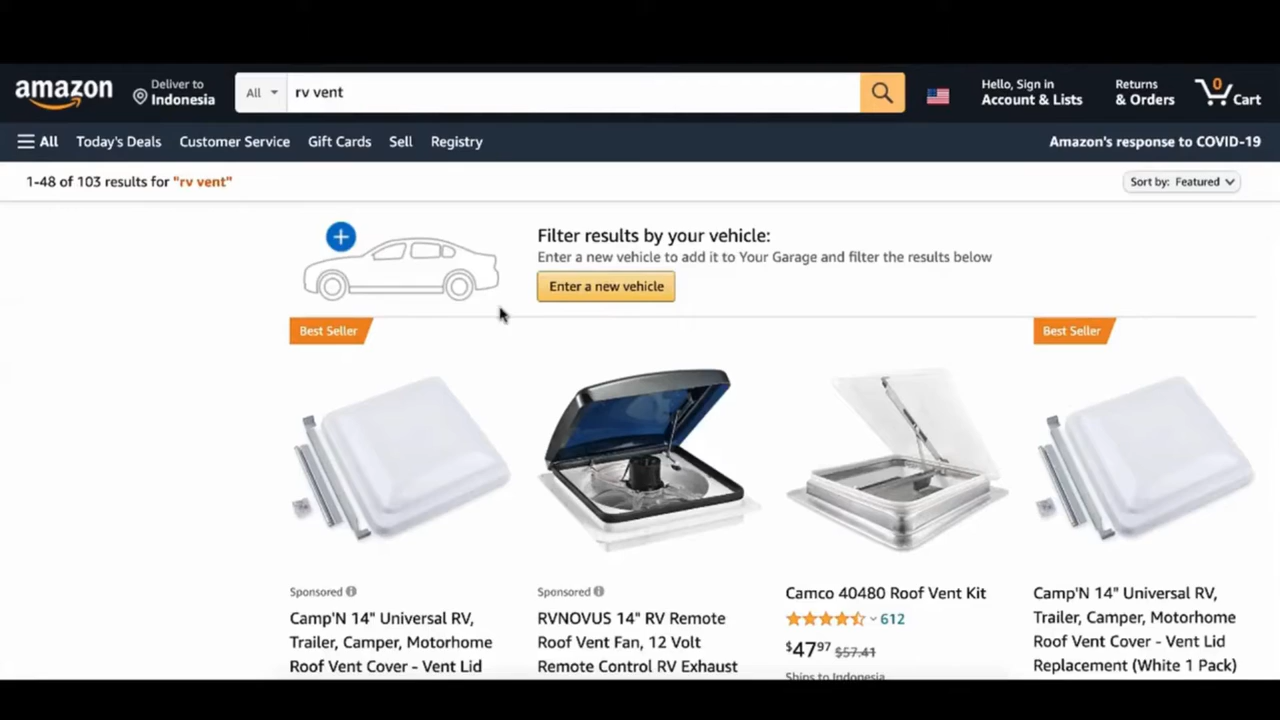 amazon
Deliver to
Indonesia
All
rv vent
Hello, Sign in
Account & Lists
Returns
& Orders
0
Cart
All
Today's Deals
Customer Service
Gift Cards
Sell
Registry
Amazon's response to COVID-19
1-48 of 103 results for "rv vent"
Sort by: Featured
Filter results by your vehicle:
Enter a new vehicle to add it to Your Garage and filter the results below
Enter a new vehicle
Best Seller
Best Seller
Sponsored
Camp'N 14" Universal RV,
Trailer, Camper, Motorhome
Roof Vent Cover - Vent Lid
Sponsored
RVNOVUS 14" RV Remote
Roof Vent Fan, 12 Volt
Remote Control RV Exhaust
Camco 40480 Roof Vent Kit
612
$4797 $57.41
Ships to Indonesia
Camp'N 14" Universal RV,
Trailer, Camper, Motorhome
Roof Vent Cover - Vent Lid
Replacement (White 1 Pack)